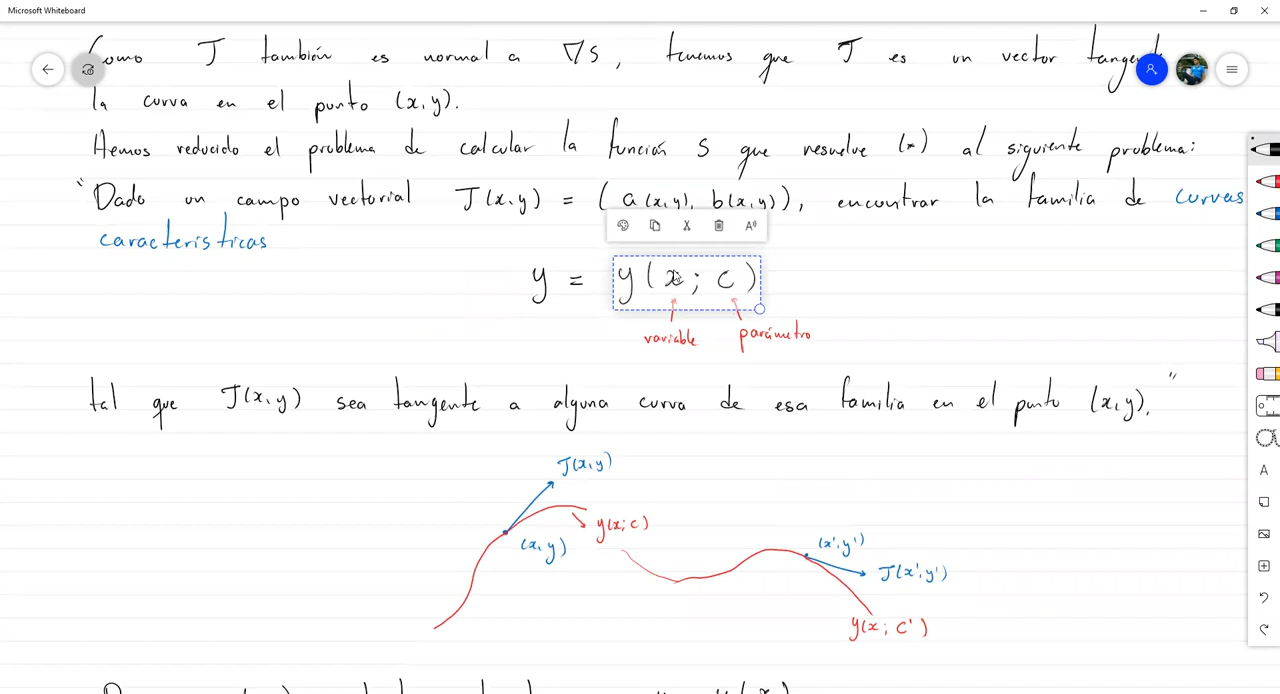 Microsoft Whiteboard
Como J también es normal a ∇S, tenemos que J es un vector tangent
la curva en el punto (x,y).
Hemos reducido el problema de calcular la función S que resuelve (*) al siguiente problema:
"Dado un campo vectorial J(x,y) = (a(x,y), b(x,y)), encontrar la familia de curvas
características
y = y(x; c)
variable parámetro
tal que J(x,y) sea tangente a alguna curva de esa familia en el punto (x,y)."
J(x,y)
y(x;c)
(x,y)
(x',y')
J(x',y')
y(x; c')